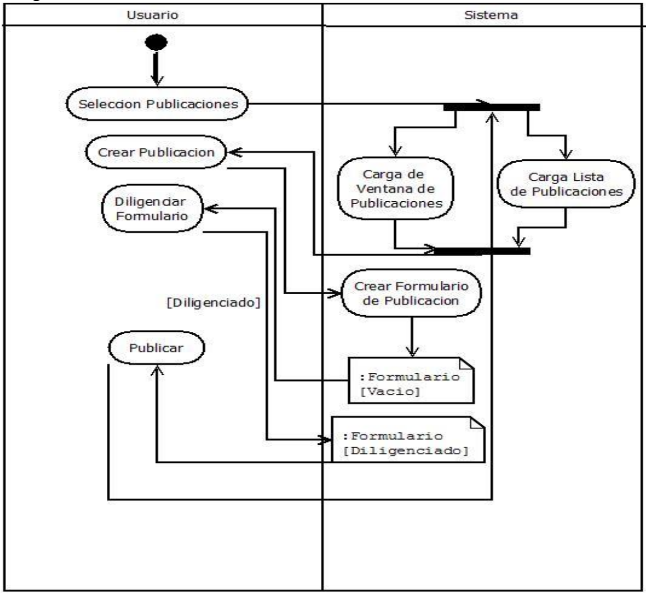 Usuario
Sistema
Seleccion Publicaciones
Crear Publicacion
Carga de
Ventana de
Publicaciones
Carga Lista
de Publicaciones
Diligenciar
Formulario
Crear Formulario
de Publicacion
[Diligenciado]
Publicar
:Formulario
[Vacio]
:Formulario
[Diligenciado]